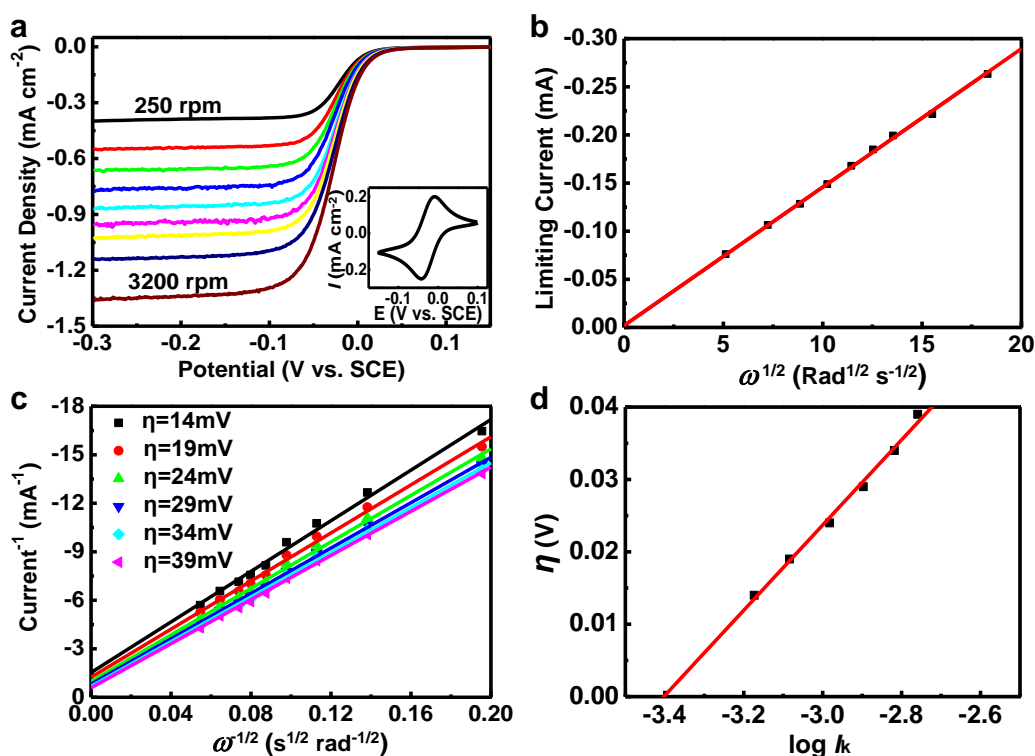 a
0.0
-0.3
-0.6
-0.9
-1.2
-1.5
Current Density (mA cm-2)
250 rpm
3200 rpm
-0.3 -0.2 -0.1 0.0 0.1
Potential (V vs. SCE)
0.2
0.0
-0.2
I (mA cm-2)
-0.1 0.0 0.1
E (V vs. SCE)
b
-0.30
-0.25
-0.20
-0.15
-0.10
-0.05
0.00
Limiting Current (mA)
0 5 10 15 20
ω1/2 (Rad1/2 s-1/2)
c
-18
-15
-12
-9
-6
-3
0
Current-1 (mA-1)
η=14mV
η=19mV
η=24mV
η=29mV
η=34mV
η=39mV
0.00 0.04 0.08 0.12 0.16 0.20
ω-1/2 (s1/2 rad-1/2)
d
0.04
0.03
0.02
0.01
0.00
η (V)
-3.4 -3.2 -3.0 -2.8 -2.6
log Ik